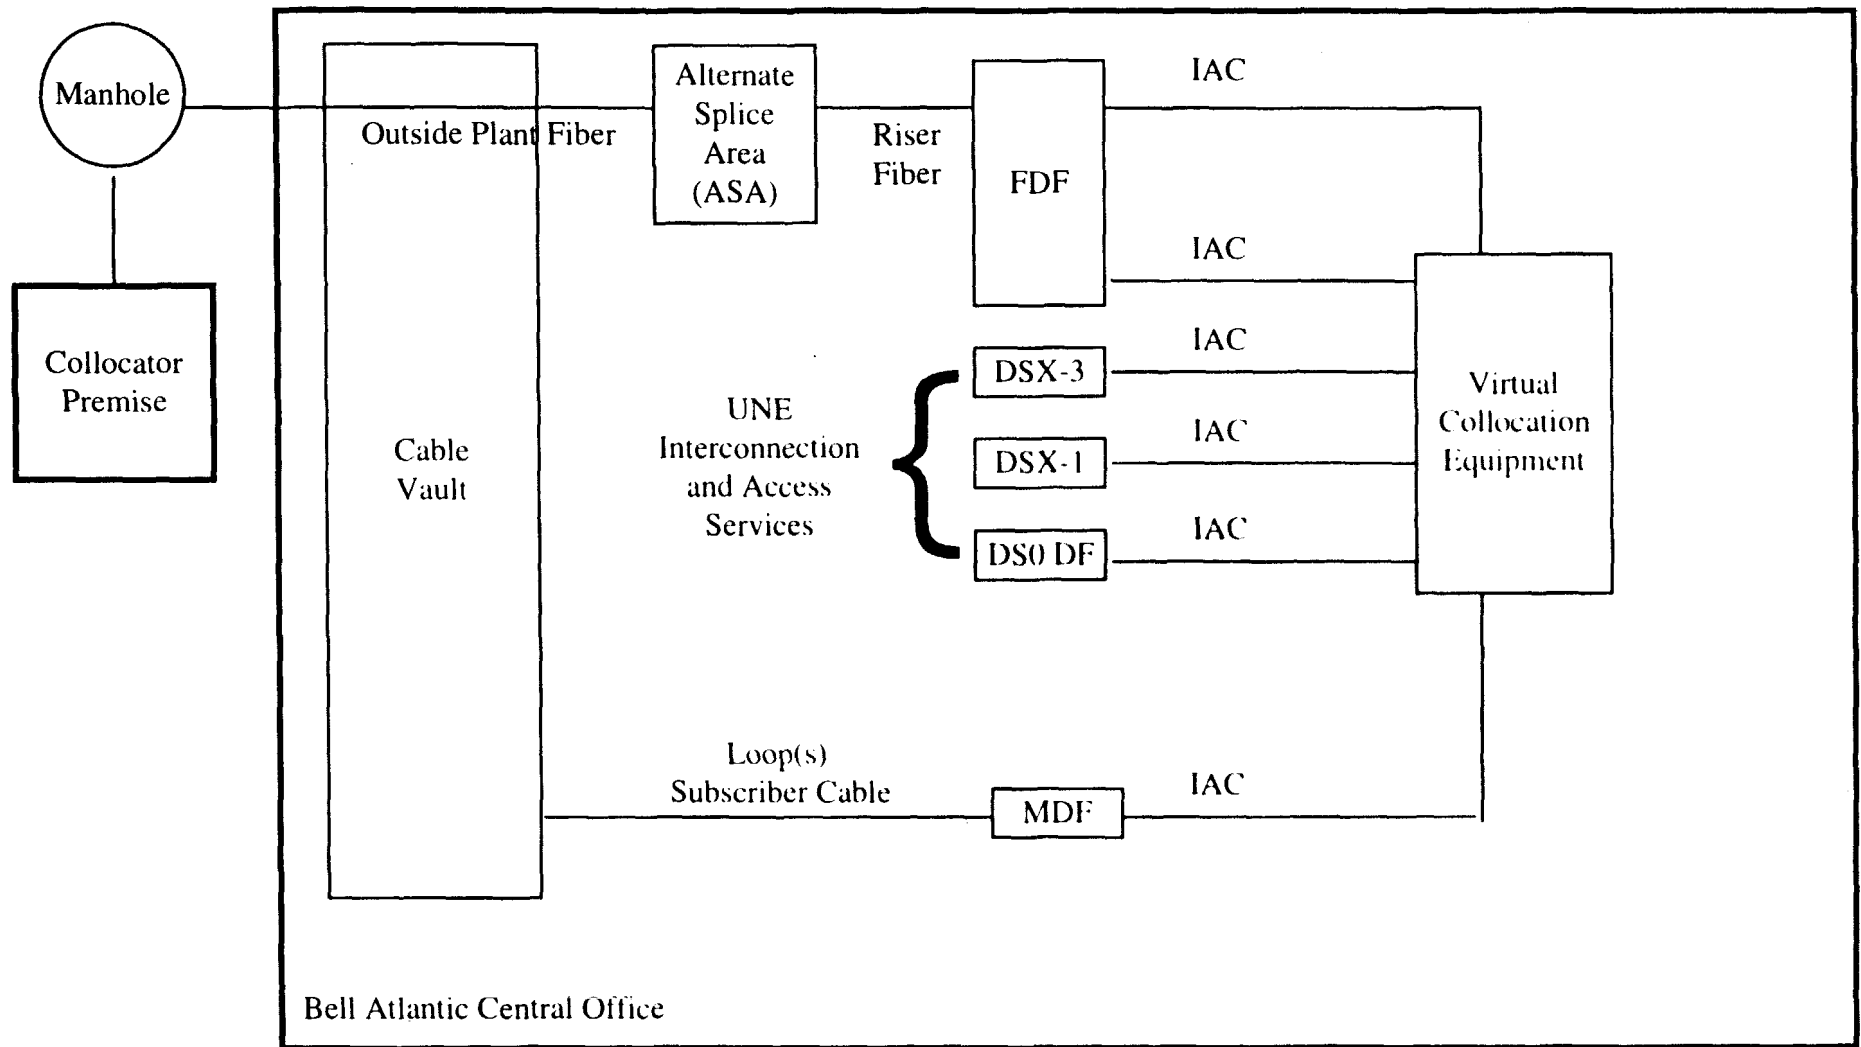 Manhole
Collocator
Premise
Outside Plant Fiber
Cable
Vault
Alternate
Splice
Area
(ASA)
Riser
Fiber
FDF
IAC
IAC
UNE
Interconnection
and Access
Services
DSX-3
IAC
DSX-1
IAC
DS0 DF
IAC
Virtual
Collocation
Equipment
Loop(s)
Subscriber Cable
MDF
IAC
Bell Atlantic Central Office